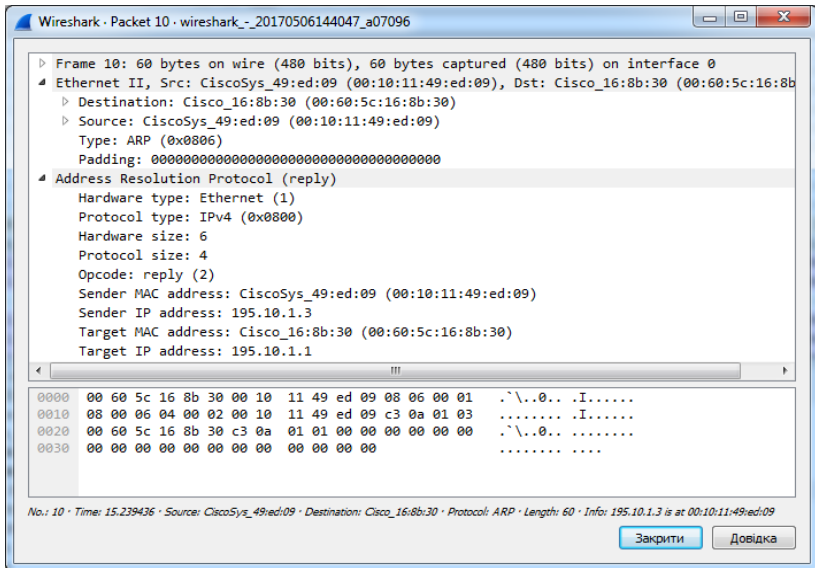 Wireshark · Packet 10 · wireshark_-_20170506144047_a07096
Frame 10: 60 bytes on wire (480 bits), 60 bytes captured (480 bits) on interface 0
Ethernet II, Src: CiscoSys_49:ed:09 (00:10:11:49:ed:09), Dst: Cisco_16:8b:30 (00:60:5c:16:8b
Destination: Cisco_16:8b:30 (00:60:5c:16:8b:30)
Source: CiscoSys_49:ed:09 (00:10:11:49:ed:09)
Type: ARP (0x0806)
Padding: 000000000000000000000000000000000000
Address Resolution Protocol (reply)
Hardware type: Ethernet (1)
Protocol type: IPv4 (0x0800)
Hardware size: 6
Protocol size: 4
Opcode: reply (2)
Sender MAC address: CiscoSys_49:ed:09 (00:10:11:49:ed:09)
Sender IP address: 195.10.1.3
Target MAC address: Cisco_16:8b:30 (00:60:5c:16:8b:30)
Target IP address: 195.10.1.1
0000 00 60 5c 16 8b 30 00 10 11 49 ed 09 08 06 00 01 .`\..0.. .I......
0010 08 00 06 04 00 02 00 10 11 49 ed 09 c3 0a 01 03 ........ .I......
0020 00 60 5c 16 8b 30 c3 0a 01 01 00 00 00 00 00 00 .`\..0.. ........
0030 00 00 00 00 00 00 00 00 00 00 00 00 ........ ....
No.: 10 · Time: 15.239436 · Source: CiscoSys_49:ed:09 · Destination: Cisco_16:8b:30 · Protocol: ARP · Length: 60 · Info: 195.10.1.3 is at 00:10:11:49:ed:09
Закрити Довідка